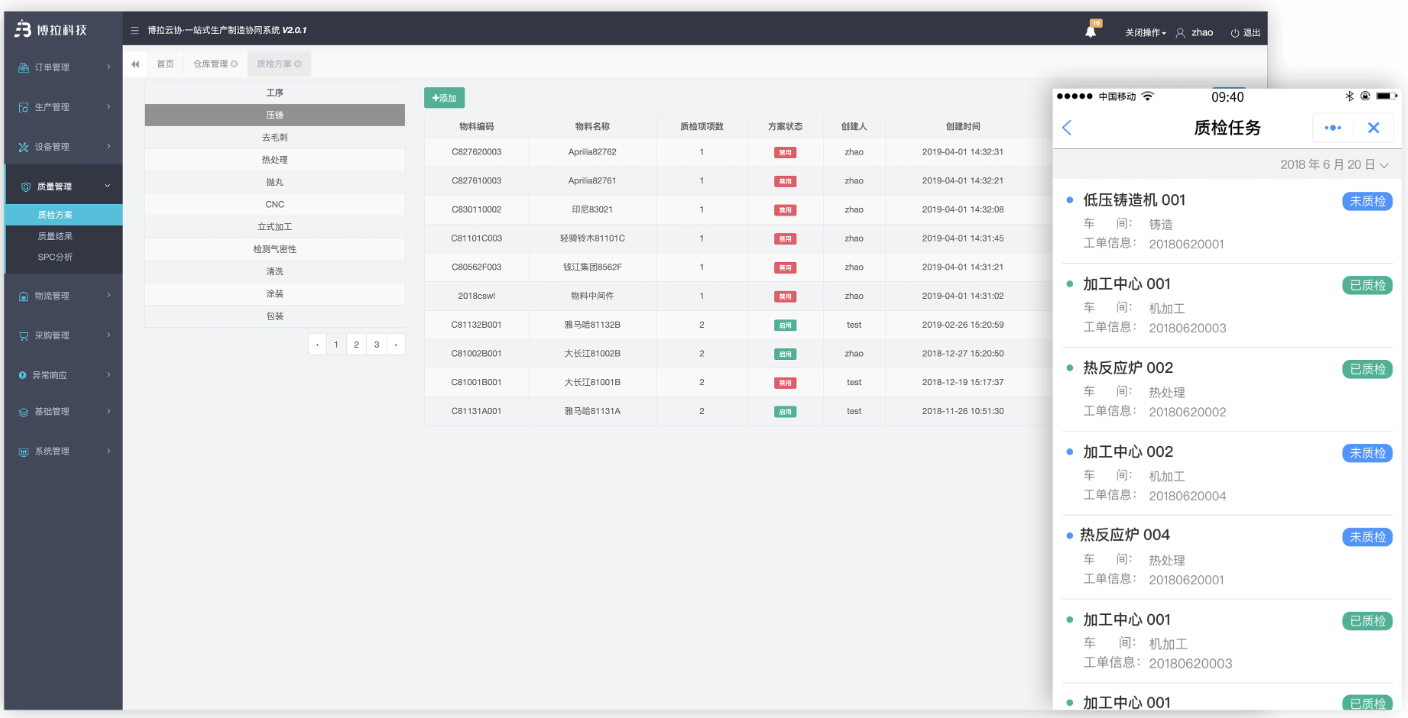 博拉科技
博拉云协·一站式生产制造协同系统 V2.0.1
16
关闭操作
zhao
退出
订单管理
生产管理
设备管理
质量管理
质检方案
质量结果
SPC分析
物流管理
采购管理
异常响应
基础管理
系统管理
首页
仓库管理
质检方案
工序
压铸
去毛刺
热处理
抛丸
CNC
立式加工
检测气密性
清洗
涂装
包装
1 2 3
+添加
物料编码 物料名称 质检项项数 方案状态 创建人 创建时间
C827620003 Aprilia82762 1 禁用 zhao 2019-04-01 14:32:31
C827610003 Aprilia82761 1 禁用 zhao 2019-04-01 14:32:21
C830110002 印尼83021 1 禁用 zhao 2019-04-01 14:32:08
C81101C003 轻骑铃木81101C 1 禁用 zhao 2019-04-01 14:31:45
C80562F003 钱江集团8562F 1 禁用 zhao 2019-04-01 14:31:21
2018cswl 物料中间件 1 禁用 zhao 2019-04-01 14:31:02
C81132B001 雅马哈81132B 2 启用 test 2019-02-26 15:20:59
C81002B001 大长江81002B 2 启用 zhao 2018-12-27 15:20:50
C81001B001 大长江81001B 2 禁用 test 2018-12-19 15:17:37
C81131A001 雅马哈81131A 2 启用 test 2018-11-26 10:51:30
中国移动 09:40
质检任务
2018 年 6 月 20 日
低压铸造机 001 未质检
车 间: 铸造
工单信息: 20180620001
加工中心 001 已质检
车 间: 机加工
工单信息: 20180620003
热反应炉 002 已质检
车 间: 热处理
工单信息: 20180620002
加工中心 002 未质检
车 间: 机加工
工单信息: 20180620004
热反应炉 004 未质检
车 间: 热处理
工单信息: 20180620001
加工中心 001 已质检
车 间: 机加工
工单信息: 20180620003
加工中心 001 已质检